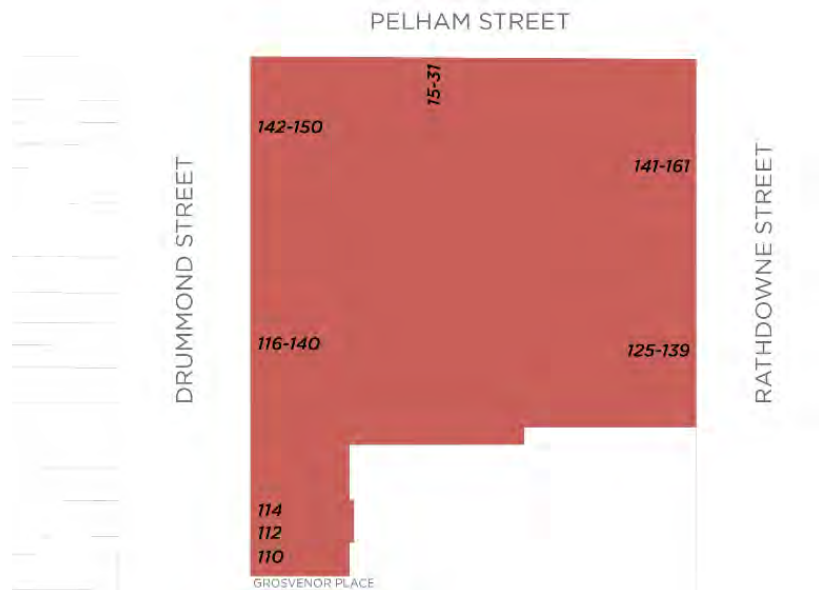 PELHAM STREET
15-31
142-150
141-161
DRUMMOND STREET
RATHDOWNE STREET
116-140
125-139
114
112
110
GROSVENOR PLACE